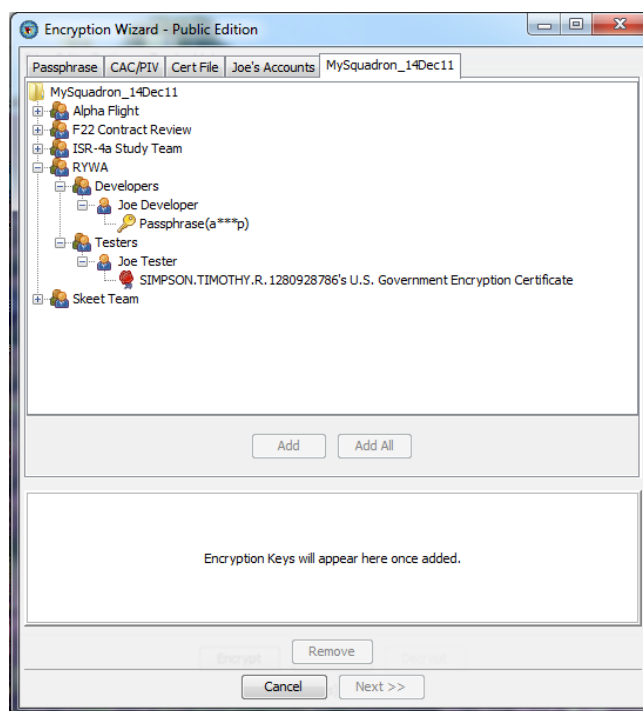 Encryption Wizard - Public Edition
Passphrase CAC/PIV Cert File Joe's Accounts MySquadron_14Dec11
MySquadron_14Dec11
Alpha Flight
F22 Contract Review
ISR-4a Study Team
RYWA
Developers
Joe Developer
Passphrase(a***p)
Testers
Joe Tester
SIMPSON.TIMOTHY.R.1280928786's U.S. Government Encryption Certificate
Skeet Team
Add Add All
Encryption Keys will appear here once added.
Encrypt Remove Decrypt
Cancel Next >>